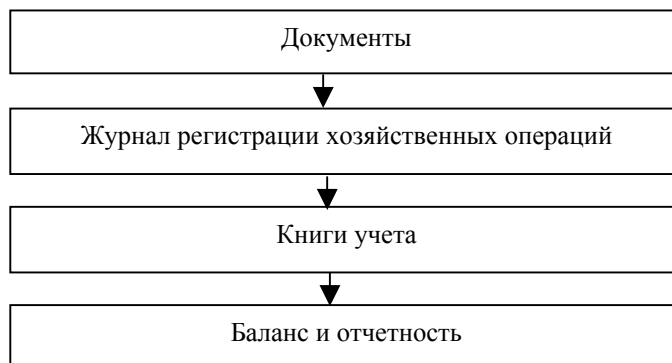 Документы
Журнал регистрации хозяйственных операций
Книги учета
Баланс и отчетность